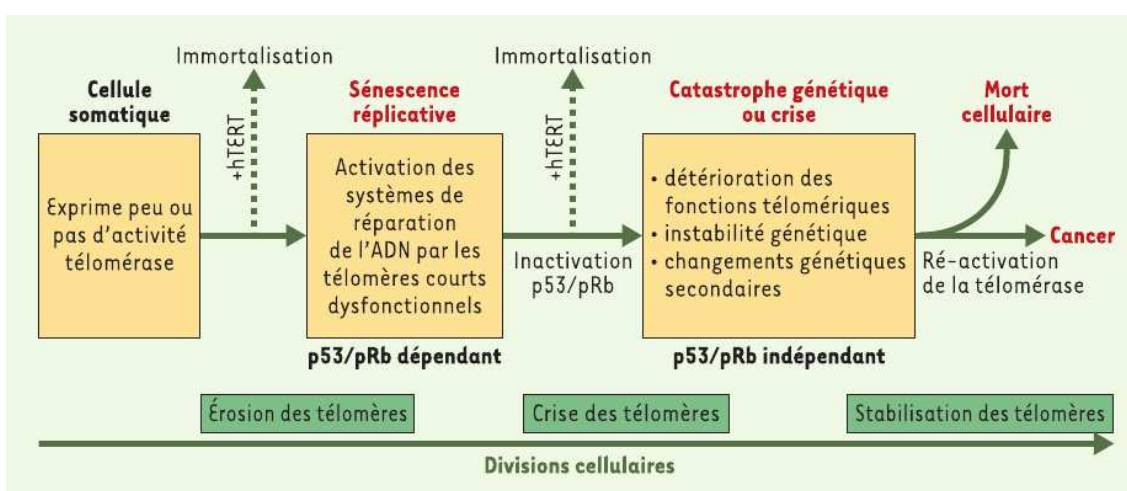 Immortalisation
Immortalisation
Cellule
somatique
+hTERT
Sénescence
réplicative
+hTERT
Catastrophe génétique
ou crise
Mort
cellulaire
Exprime peu ou
pas d'activité
télomérase
Activation des
systèmes de
réparation
de l'ADN par les
télomères courts
dysfonctionnels
Inactivation
p53/pRb
• détérioration des
fonctions télomériques
• instabilité génétique
• changements génétiques
secondaires
Cancer
Ré-activation
de la télomérase
p53/pRb dépendant
p53/pRb indépendant
Érosion des télomères
Crise des télomères
Stabilisation des télomères
Divisions cellulaires